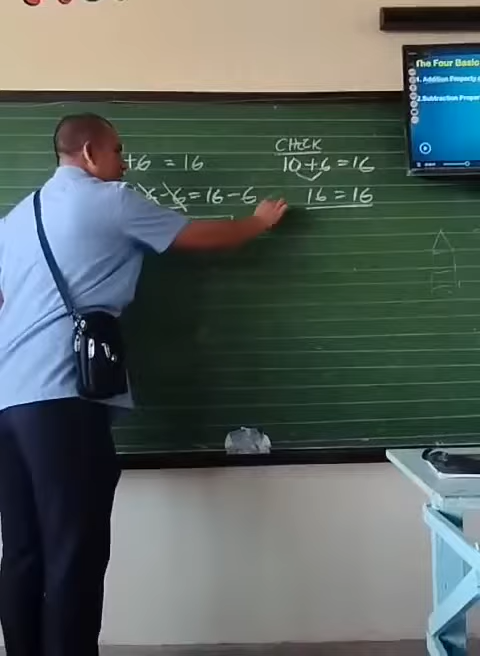 +6 = 16
6 - 6 = 16 - 6
CHECK
10 + 6 = 16
16 = 16
The Four Basic
1. Addition Property
2. Subtraction Proper